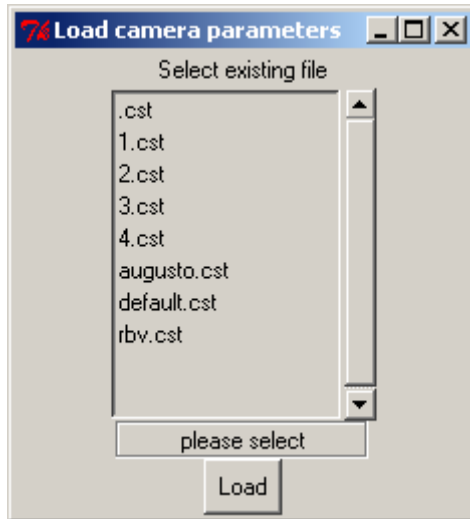 Load camera parameters
Select existing file
.cst
1.cst
2.cst
3.cst
4.cst
augusto.cst
default.cst
rbv.cst
please select
Load